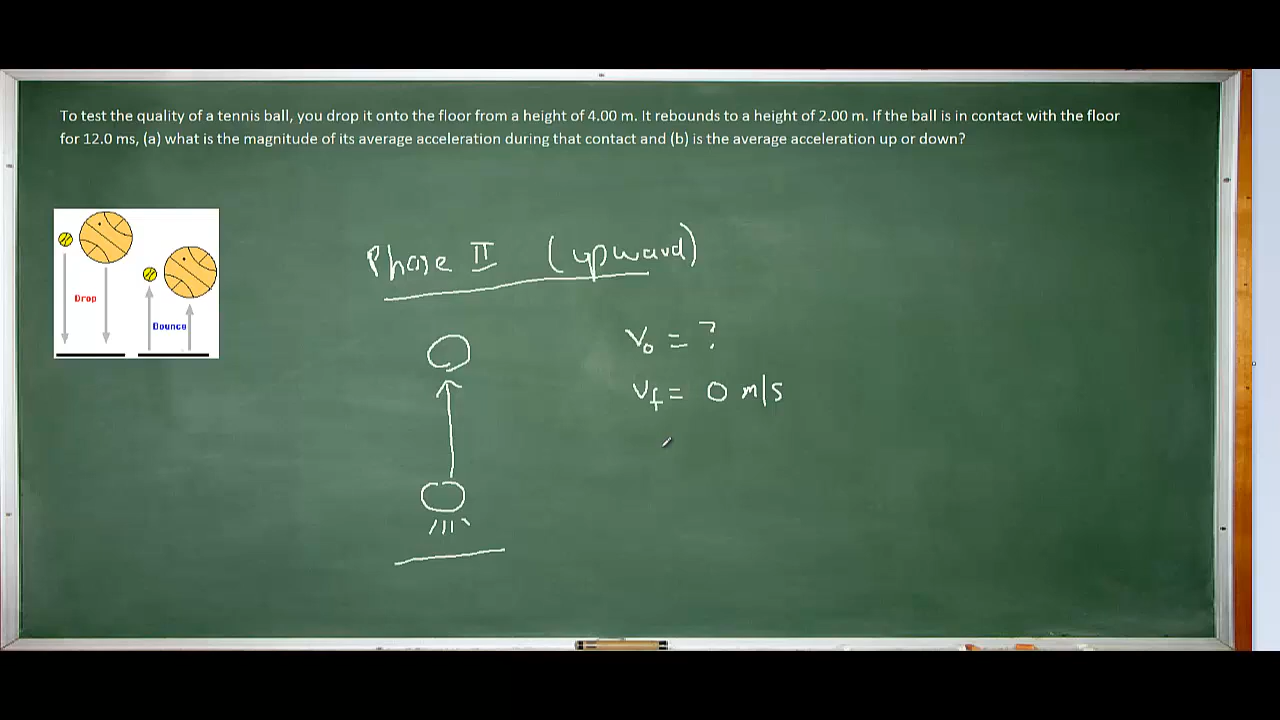 To test the quality of a tennis ball, you drop it onto the floor from a height of 4.00 m. It rebounds to a height of 2.00 m. If the ball is in contact with the floor
for 12.0 ms, (a) what is the magnitude of its average acceleration during that contact and (b) is the average acceleration up or down?
Drop
Bounce
Phase II (upward)
v₀ = ?
v_f = 0 m/s